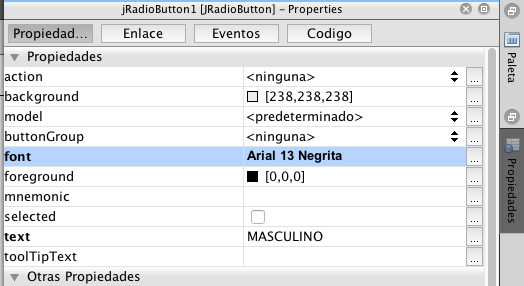 jRadioButton1 [JRadioButton] – Properties
Propiedad... Enlace Eventos Codigo
Propiedades
action <ninguna> ...
background [238,238,238] ...
model <predeterminado> ...
buttonGroup <ninguna> ...
font Arial 13 Negrita ...
foreground [0,0,0] ...
mnemonic ...
selected ...
text MASCULINO ...
toolTipText ...
Otras Propiedades
Paleta
Propiedades